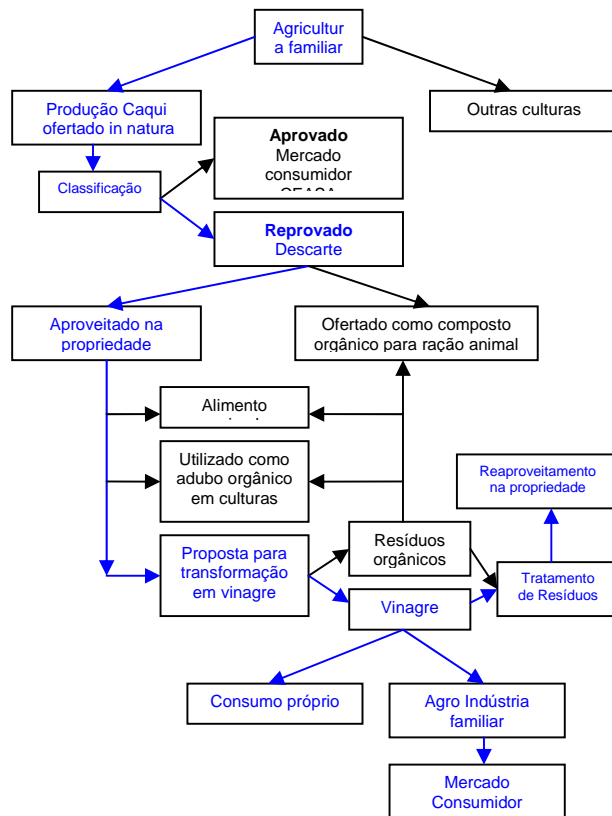 Agricultur
a familiar
Produção Caqui
ofertado in natura
Outras culturas
Aprovado
Mercado
consumidor
Classificação
Reprovado
Descarte
Aproveitado na
propriedade
Ofertado como composto
orgânico para ração animal
Alimento
Utilizado como
adubo orgânico
em culturas
Reaproveitamento
na propriedade
Proposta para
transformação
em vinagre
Resíduos
orgânicos
Tratamento
de Resíduos
Vinagre
Consumo próprio
Agro Indústria
familiar
Mercado
Consumidor